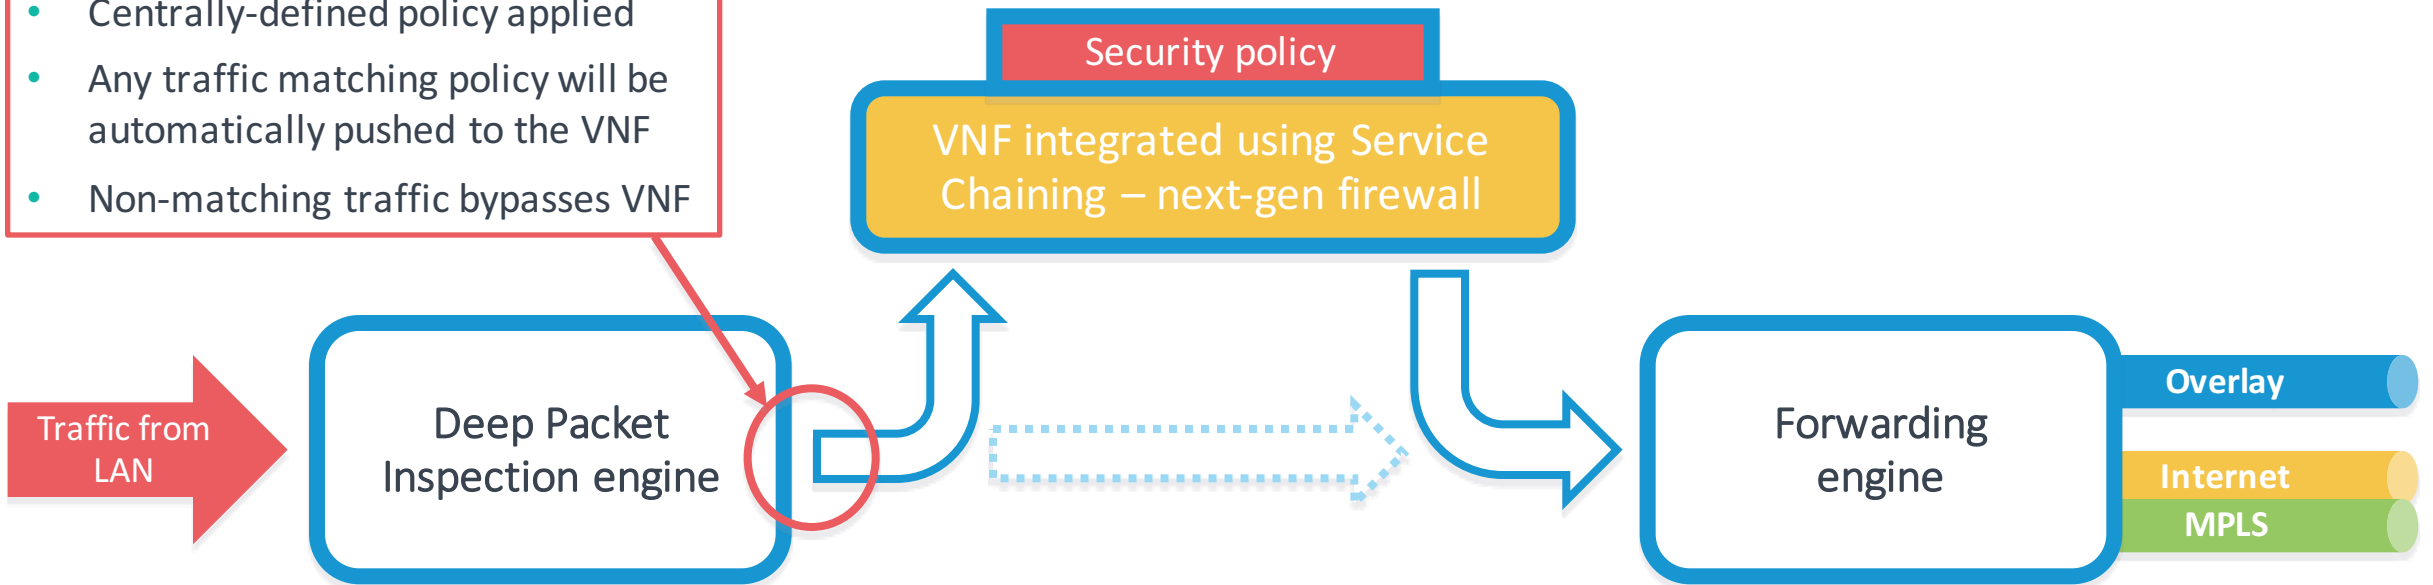 • Centrally-defined policy applied
• Any traffic matching policy will be
automatically pushed to the VNF
• Non-matching traffic bypasses VNF
Security policy
VNF integrated using Service
Chaining – next-gen firewall
Traffic from
LAN
Deep Packet
Inspection engine
Forwarding
engine
Overlay
Internet
MPLS